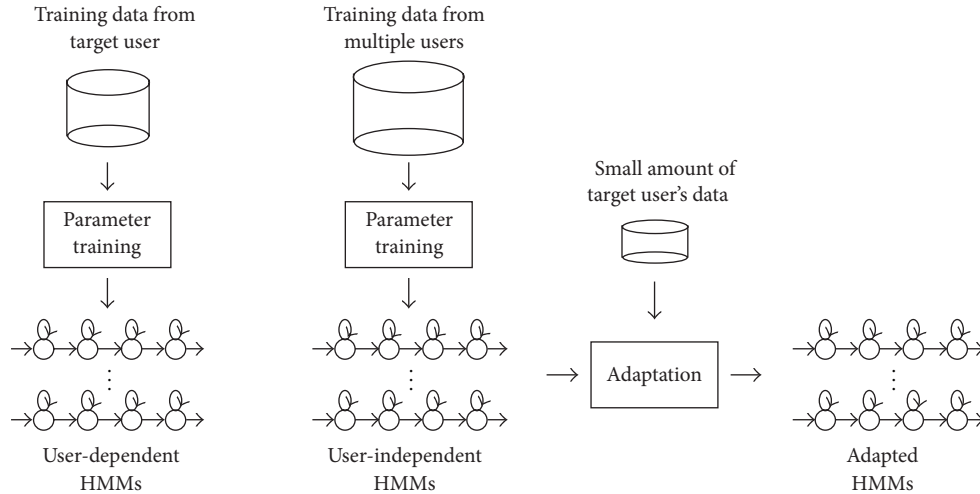 Training data from
target user
Training data from
multiple users
Small amount of
target user's data
Parameter
training
Parameter
training
Adaptation
User-dependent
HMMs
User-independent
HMMs
Adapted
HMMs